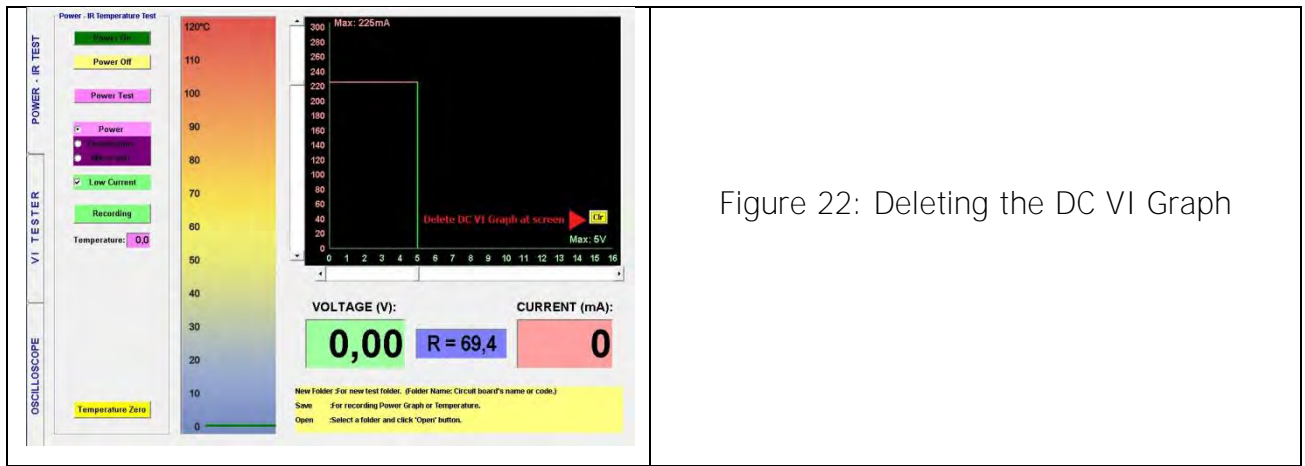 Power - IR Temperature Test
POWER - IR TEST
VI TESTER
OSCILLOSCOPE
Power On
Power Off
Power Test
Power
Low Current
Recording
Temperature: 0,0
Temperature Zero
120°C
110
100
90
80
70
60
50
40
30
20
10
0
Max: 225mA
300
280
260
240
220
200
180
160
140
120
100
80
60
40
20
0
Delete DC VI Graph at screen
Clr
Max: 5V
0 1 2 3 4 5 6 7 8 9 10 11 12 13 14 15 16
VOLTAGE (V): CURRENT (mA):
0,00 R = 69,4 0
New Folder :For new test folder. (Folder Name: Circuit board's name or code.)
Save :For recording Power Graph or Temperature.
Open :Select a folder and click 'Open' button.
Figure 22: Deleting the DC VI Graph